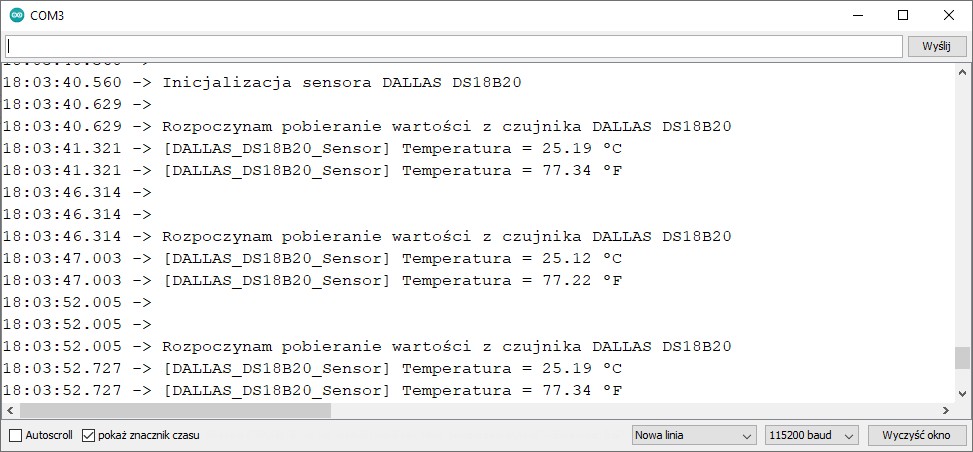 COM3
Wyślij
18:03:40.560 -> Inicjalizacja sensora DALLAS DS18B20
18:03:40.629 ->
18:03:40.629 -> Rozpoczynam pobieranie wartości z czujnika DALLAS DS18B20
18:03:41.321 -> [DALLAS_DS18B20_Sensor] Temperatura = 25.19 °C
18:03:41.321 -> [DALLAS_DS18B20_Sensor] Temperatura = 77.34 °F
18:03:46.314 ->
18:03:46.314 ->
18:03:46.314 -> Rozpoczynam pobieranie wartości z czujnika DALLAS DS18B20
18:03:47.003 -> [DALLAS_DS18B20_Sensor] Temperatura = 25.12 °C
18:03:47.003 -> [DALLAS_DS18B20_Sensor] Temperatura = 77.22 °F
18:03:52.005 ->
18:03:52.005 ->
18:03:52.005 -> Rozpoczynam pobieranie wartości z czujnika DALLAS DS18B20
18:03:52.727 -> [DALLAS_DS18B20_Sensor] Temperatura = 25.19 °C
18:03:52.727 -> [DALLAS_DS18B20_Sensor] Temperatura = 77.34 °F
Autoscroll pokaż znacznik czasu Nowa linia 115200 baud Wyczyść okno